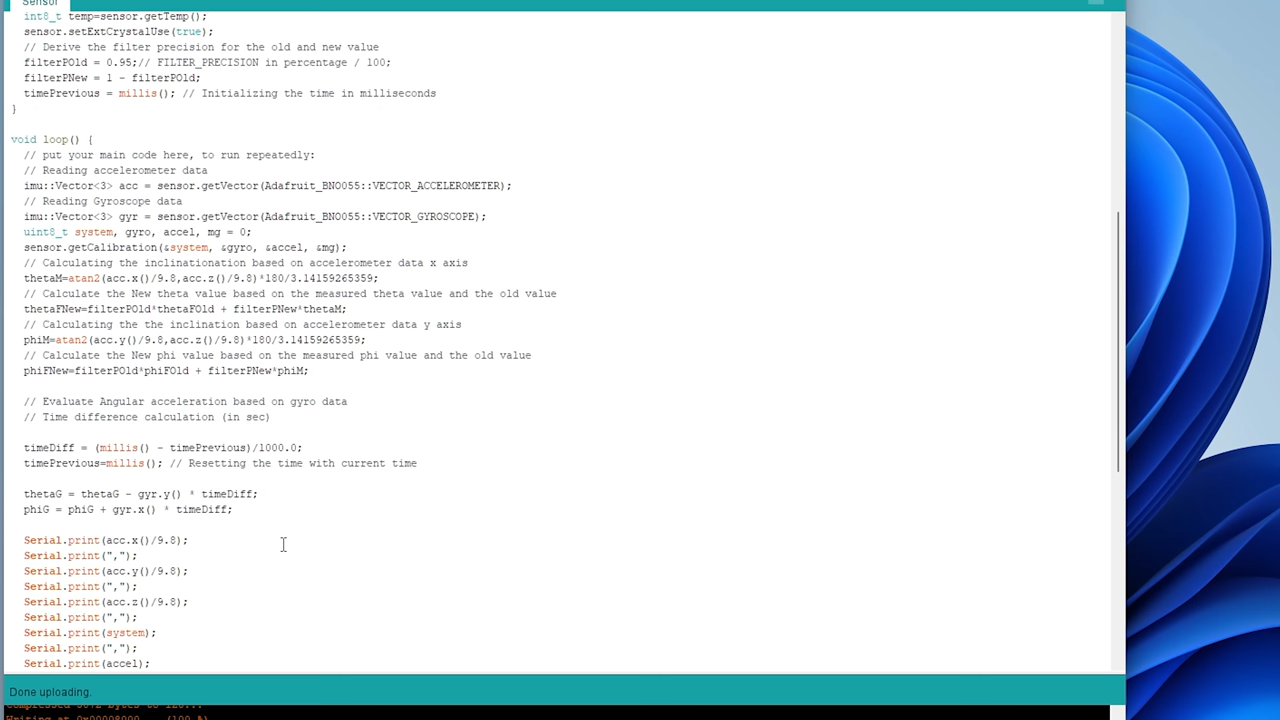 Sensor
int8_t temp=sensor.getTemp();
sensor.setExtCrystalUse(true);
// Derive the filter precision for the old and new value
filterPOld = 0.95;// FILTER_PRECISION in percentage / 100;
filterPNew = 1 - filterPOld;
timePrevious = millis(); // Initializing the time in milliseconds
}
void loop() {
// put your main code here, to run repeatedly:
// Reading accelerometer data
imu::Vector<3> acc = sensor.getVector(Adafruit_BNO055::VECTOR_ACCELEROMETER);
// Reading Gyroscope data
imu::Vector<3> gyr = sensor.getVector(Adafruit_BNO055::VECTOR_GYROSCOPE);
uint8_t system, gyro, accel, mg = 0;
sensor.getCalibration(&system, &gyro, &accel, &mg);
// Calculating the inclinationation based on accelerometer data x axis
thetaM=atan2(acc.x()/9.8,acc.z()/9.8)*180/3.14159265359;
// Calculate the New theta value based on the measured theta value and the old value
thetaFNew=filterPOld*thetaFOld + filterPNew*thetaM;
// Calculating the the inclination based on accelerometer data y axis
phiM=atan2(acc.y()/9.8,acc.z()/9.8)*180/3.14159265359;
// Calculate the New phi value based on the measured phi value and the old value
phiFNew=filterPOld*phiFOld + filterPNew*phiM;
// Evaluate Angular acceleration based on gyro data
// Time difference calculation (in sec)
timeDiff = (millis() - timePrevious)/1000.0;
timePrevious=millis(); // Resetting the time with current time
thetaG = thetaG - gyr.y() * timeDiff;
phiG = phiG + gyr.x() * timeDiff;
Serial.print(acc.x()/9.8);
Serial.print(",");
Serial.print(acc.y()/9.8);
Serial.print(",");
Serial.print(acc.z()/9.8);
Serial.print(",");
Serial.print(system);
Serial.print(",");
Serial.print(accel);
Done uploading.
Writing at 0x00008000... (100 %)